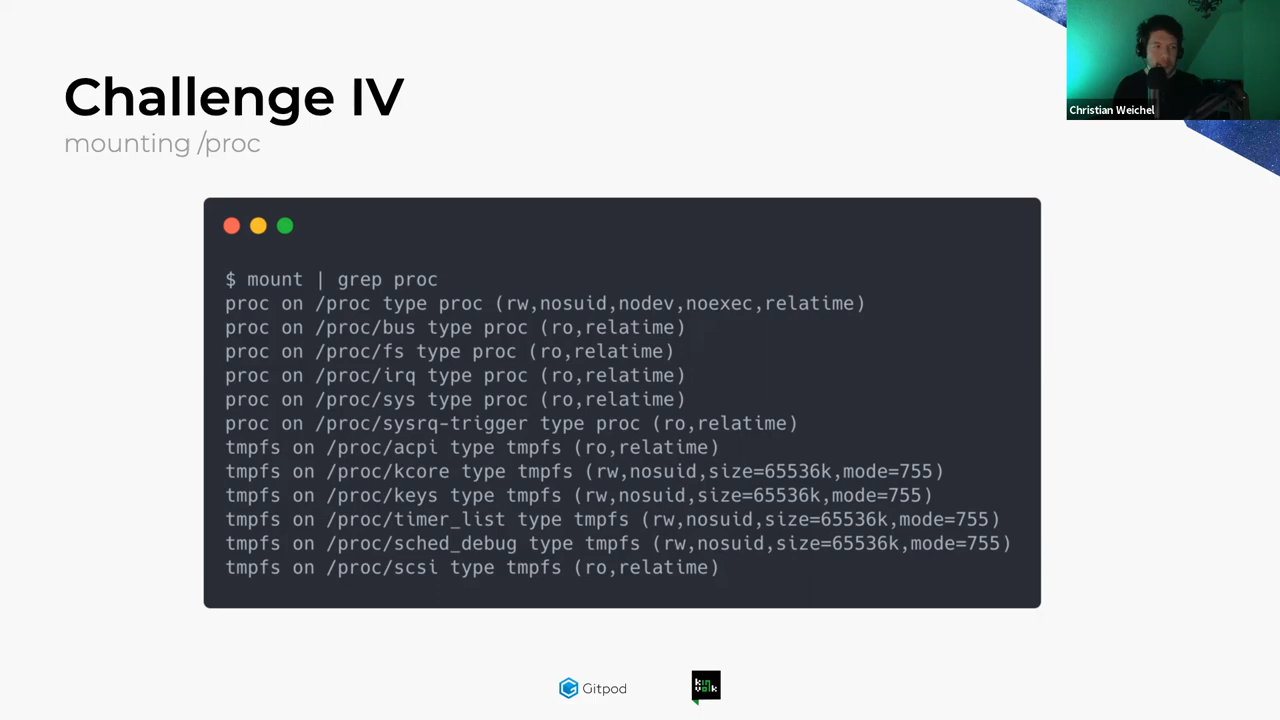 Challenge IV
mounting /proc
Christian Weichel
$ mount | grep proc
proc on /proc type proc (rw,nosuid,nodev,noexec,relatime)
proc on /proc/bus type proc (ro,relatime)
proc on /proc/fs type proc (ro,relatime)
proc on /proc/irq type proc (ro,relatime)
proc on /proc/sys type proc (ro,relatime)
proc on /proc/sysrq-trigger type proc (ro,relatime)
tmpfs on /proc/acpi type tmpfs (ro,relatime)
tmpfs on /proc/kcore type tmpfs (rw,nosuid,size=65536k,mode=755)
tmpfs on /proc/keys type tmpfs (rw,nosuid,size=65536k,mode=755)
tmpfs on /proc/timer_list type tmpfs (rw,nosuid,size=65536k,mode=755)
tmpfs on /proc/sched_debug type tmpfs (rw,nosuid,size=65536k,mode=755)
tmpfs on /proc/scsi type tmpfs (ro,relatime)
Gitpod
kin
volk